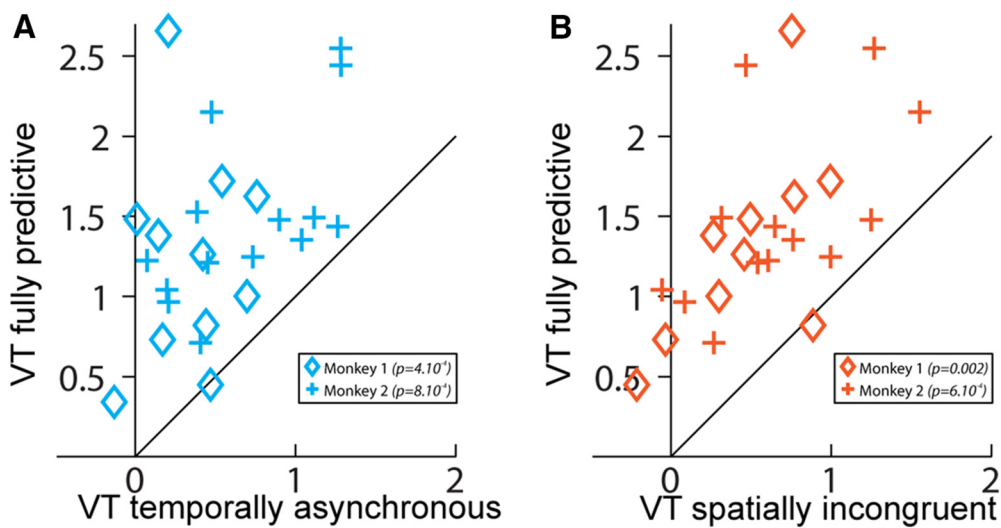 A
VT fully predictive
2.5
2
1.5
1
0.5
0 1 2
VT temporally asynchronous
Monkey 1 (p=4.10⁻⁴)
Monkey 2 (p=8.10⁻⁴)
B
VT fully predictive
2.5
2
1.5
1
0.5
0 1 2
VT spatially incongruent
Monkey 1 (p=0.002)
Monkey 2 (p=6.10⁻⁴)